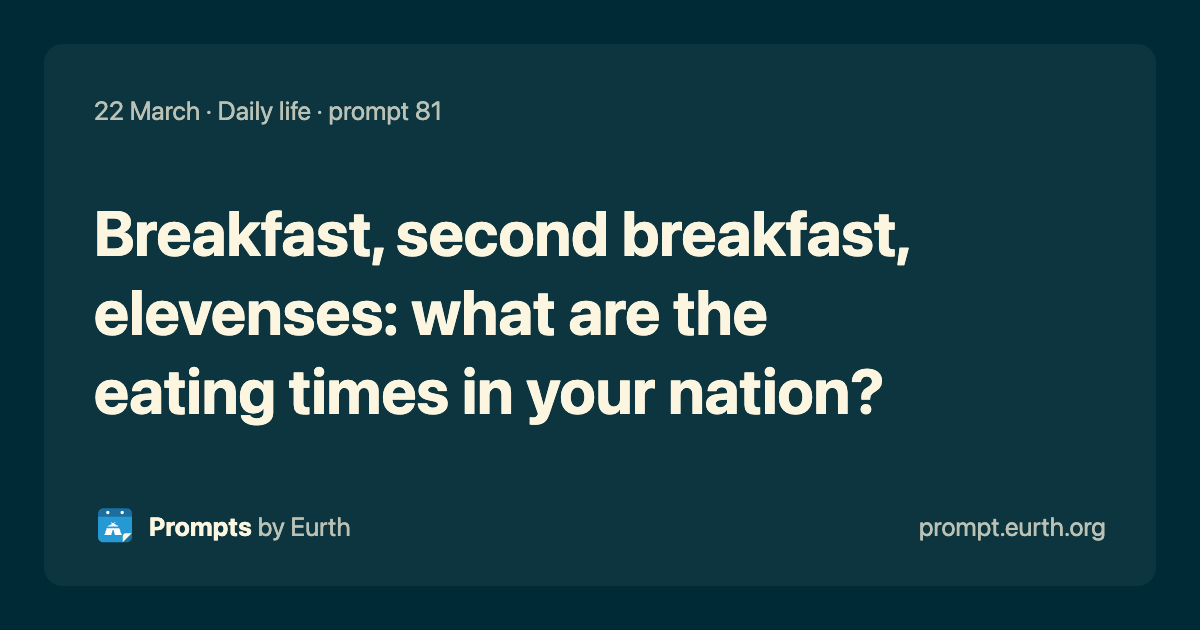 22 March · Daily life · prompt 81
Breakfast, second breakfast,
elevenses: what are the
eating times in your nation?
Prompts by Eurth
prompt.eurth.org